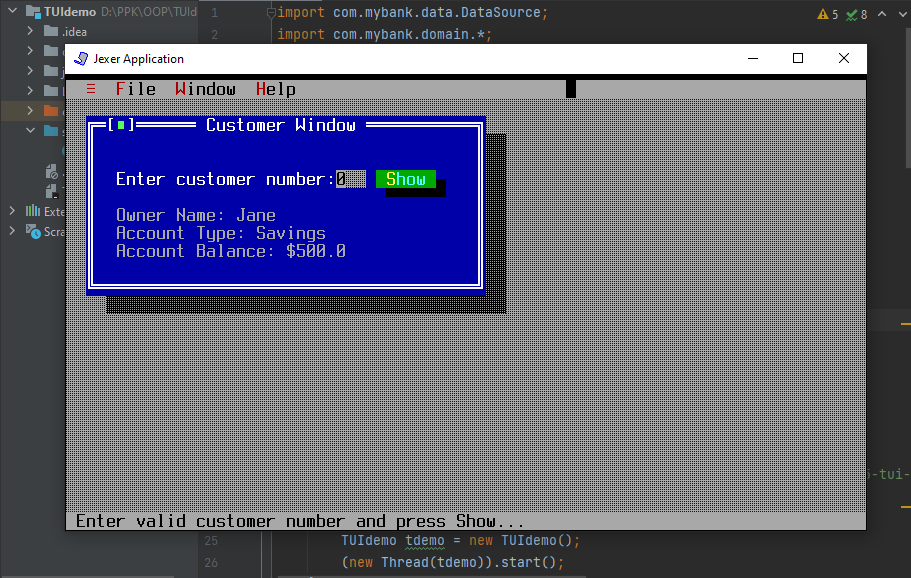 TUIdemo D:\PPK\OOP\TUId
1 import com.mybank.data.DataSource;
5 8
.idea
2 import com.mybank.domain.*;
Jexer Application
File Window Help
[ ] Customer Window
Enter customer number:0 Show
Owner Name: Jane
Account Type: Savings
Account Balance: $500.0
Exte
Scra
-tui-
Enter valid customer number and press Show...
25 TUIdemo tdemo = new TUIdemo();
26 (new Thread(tdemo)).start();